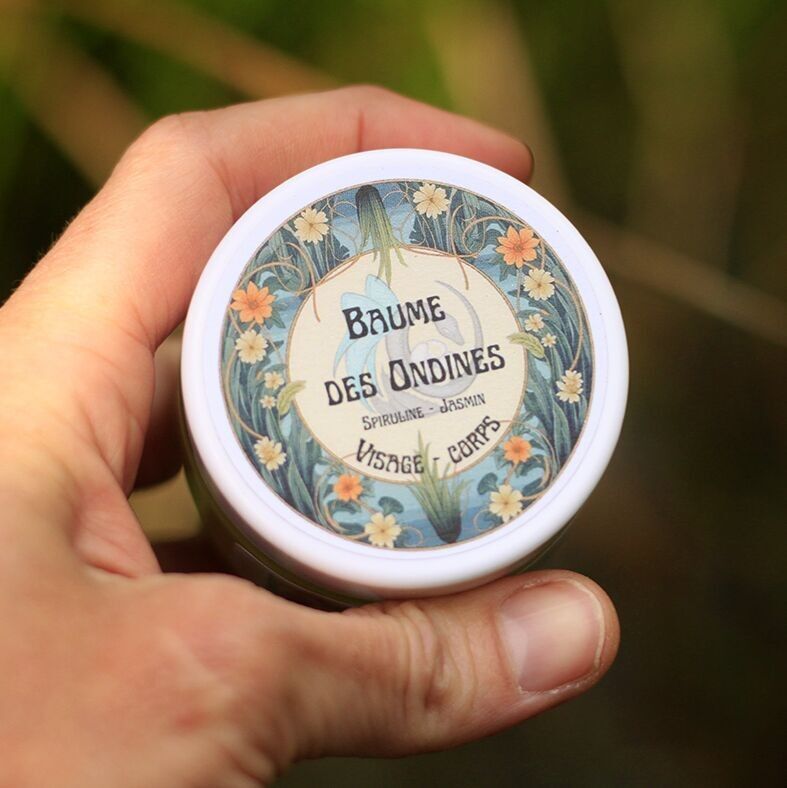 BAUME
DES ONDINES
SPIRULINE - JASMIN
VISAGE - CORPS